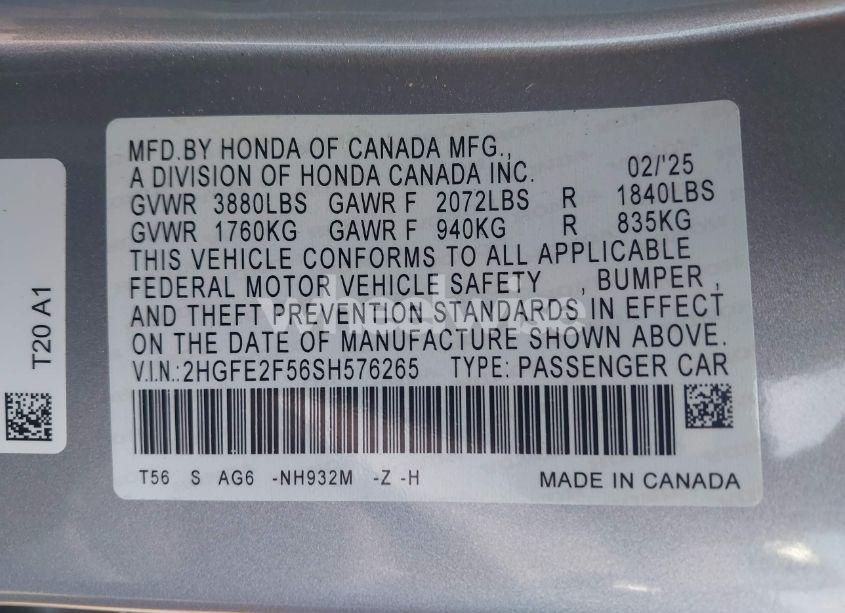 MFD.BY HONDA OF CANADA MFG.,
A DIVISION OF HONDA CANADA INC. 02/'25
GVWR 3880LBS GAWR F 2072LBS R 1840LBS
GVWR 1760KG GAWR F 940KG R 835KG
THIS VEHICLE CONFORMS TO ALL APPLICABLE
FEDERAL MOTOR VEHICLE SAFETY , BUMPER ,
AND THEFT PREVENTION STANDARDS IN EFFECT
ON THE DATE OF MANUFACTURE SHOWN ABOVE.
V.I.N.:2HGFE2F56SH576265 TYPE: PASSENGER CAR
T56 S AG6 -NH932M -Z -H MADE IN CANADA
T20 A1
wheelwise